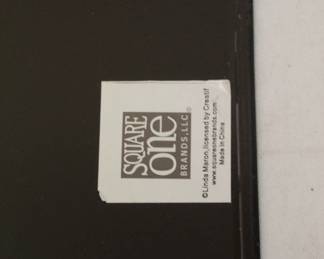 SQUARE
one
BRANDS, LLC ©
©Linda Maron, licensed by Creatif
www.squareonebrands.com
Made in China